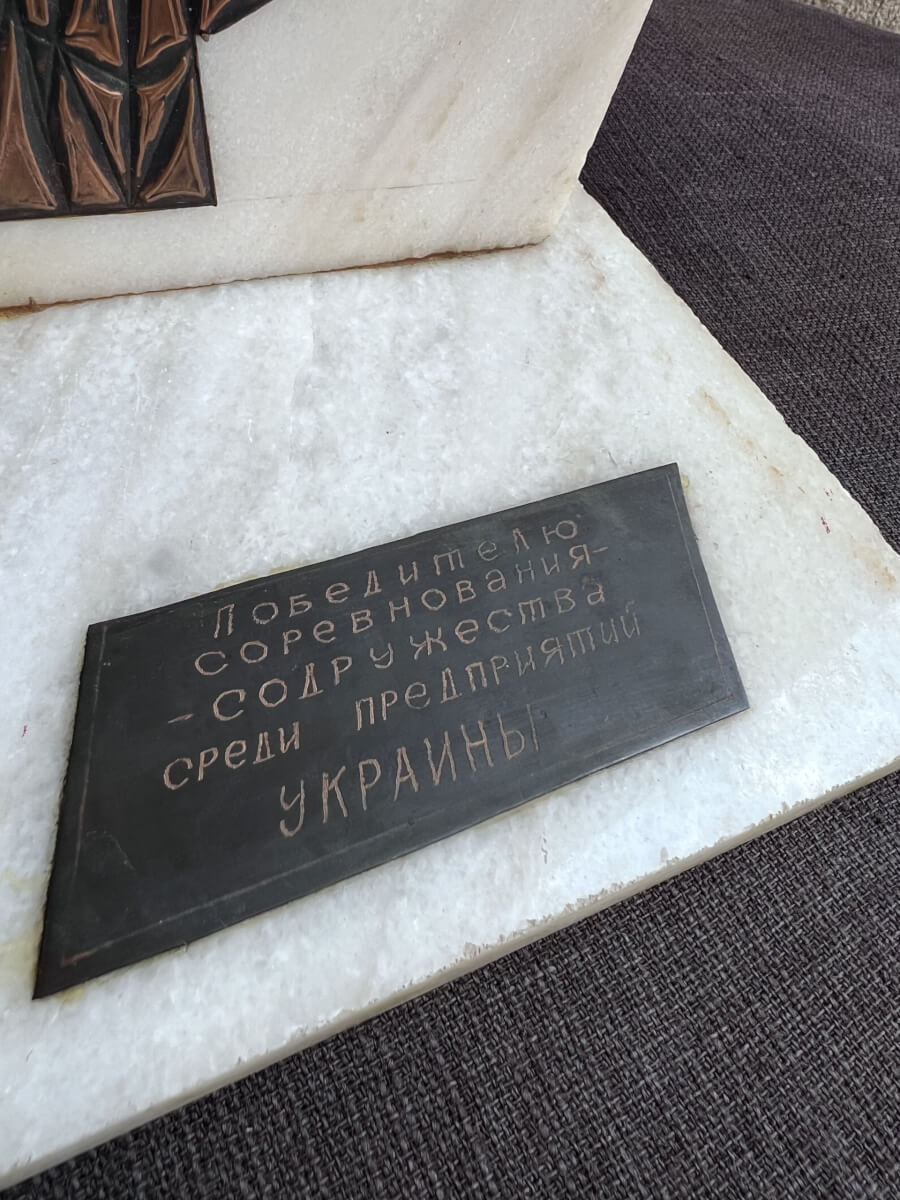 Победителю
соревнования-
-содружества
среди предприятий
УКРАИНЫ